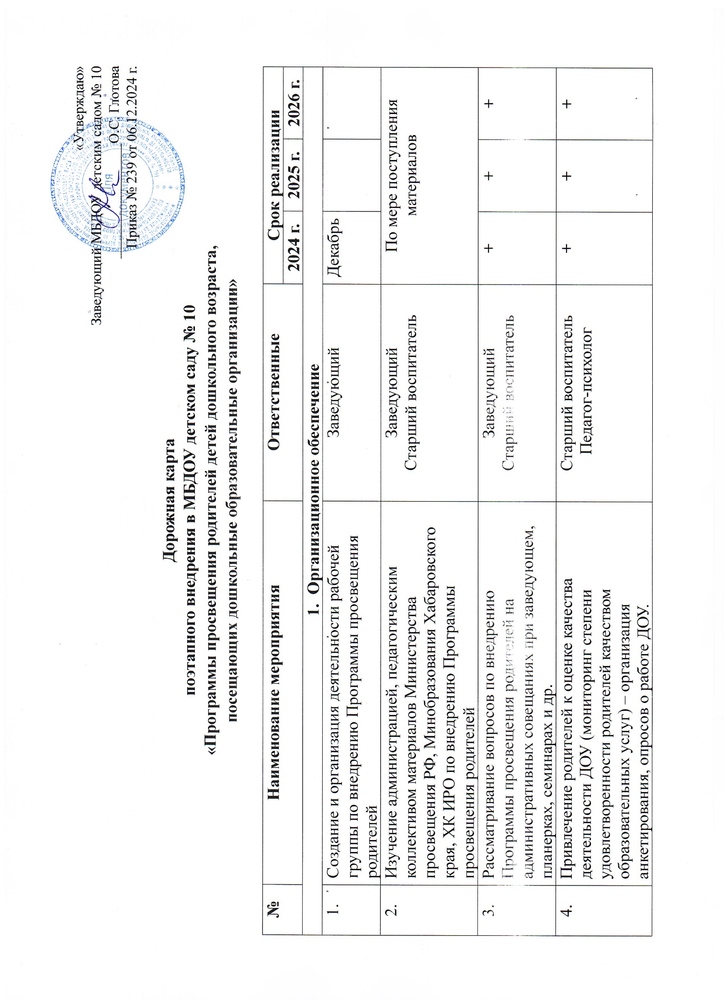 «Утверждаю»
Заведующий МБДОУ детским садом № 10
О.С. Глотова
Приказ № 239 от 06.12.2024 г.
Для
документов
Дорожная карта
поэтапного внедрения в МБДОУ детском саду № 10
«Программы просвещения родителей детей дошкольного возраста,
посещающих дошкольные образовательные организации»
№ Наименование мероприятия Ответственные Срок реализации
2024 г. 2025 г. 2026 г.
1. Организационное обеспечение
1. Создание и организация деятельности рабочей Заведующий Декабрь
группы по внедрению Программы просвещения
родителей
2. Изучение администрацией, педагогическим Заведующий По мере поступления
коллективом материалов Министерства Старший воспитатель материалов
просвещения РФ, Минобразования Хабаровского
края, ХК ИРО по внедрению Программы
просвещения родителей
3. Рассматривание вопросов по внедрению Заведующий + + +
Программы просвещения родителей на Старший воспитатель
административных совещаниях при заведующем,
планерках, семинарах и др.
4. Привлечение родителей к оценке качества Старший воспитатель + + +
деятельности ДОУ (мониторинг степени Педагог-психолог
удовлетворенности родителей качеством
образовательных услуг) – организация
анкетирования, опросов о работе ДОУ.